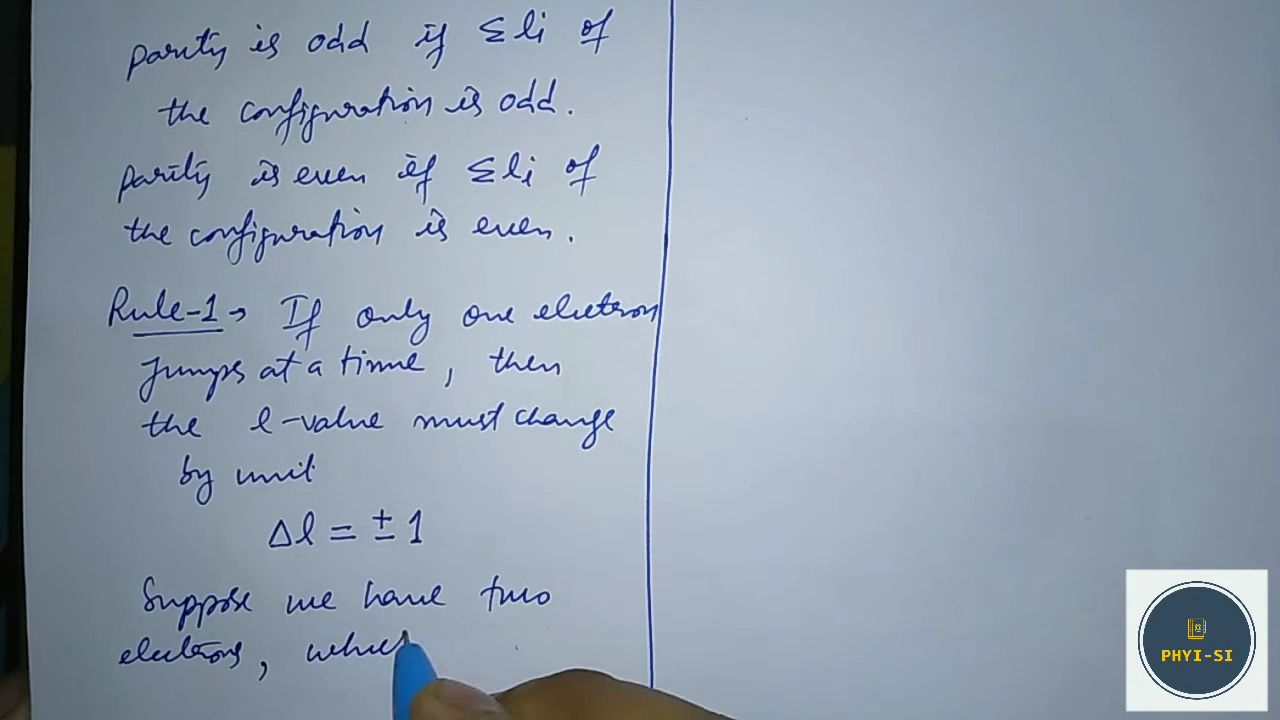 parity is odd if Σli of
the configuration is odd.
parity is even if Σli of
the configuration is even.
Rule-1→ If only one electron
Jumps at a time, then
the l-value must change
by unit
Δl = ±1
Suppose we have two
electrons,
PHYI-SI